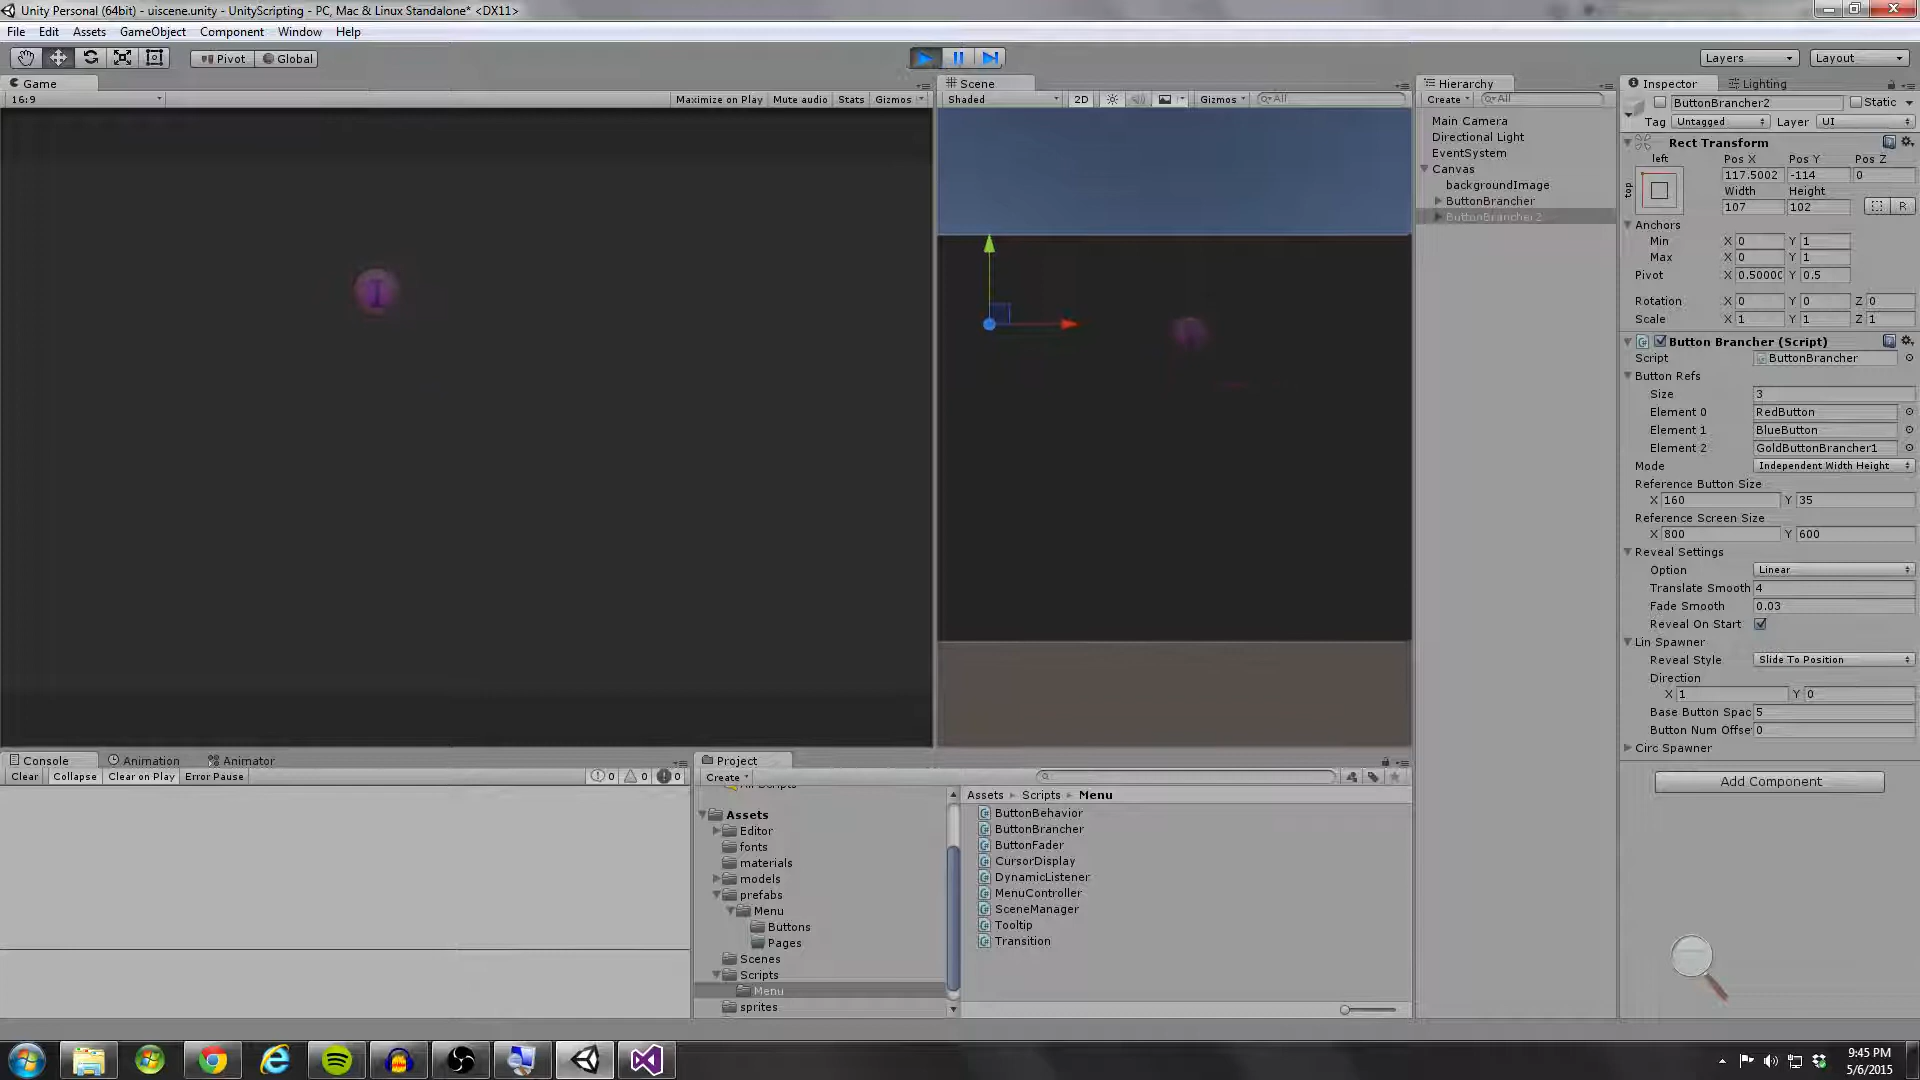 Unity Personal (64bit) - uiscene.unity - UnityScripting - PC, Mac & Linux Standalone* <DX11>
File Edit Assets GameObject Component Window Help
Pivot Global Layers Layout
Game
16:9 Maximize on Play Mute audio Stats Gizmos
I
Scene
Shaded 2D Gizmos All
Hierarchy
Create All
Main Camera
Directional Light
EventSystem
Canvas
backgroundImage
ButtonBrancher
ButtonBrancher2
Inspector Lighting
ButtonBrancher2 Static
Tag Untagged Layer UI
Rect Transform
left Pos X Pos Y Pos Z
top 117.5002 -114 0
Width Height
107 102 R
Anchors
Min X 0 Y 1
Max X 0 Y 1
Pivot X 0.5000( Y 0.5
Rotation X 0 Y 0 Z 0
Scale X 1 Y 1 Z 1
Button Brancher (Script)
Script ButtonBrancher
Button Refs
Size 3
Element 0 RedButton
Element 1 BlueButton
Element 2 GoldButtonBrancher1
Mode Independent Width Height
Reference Button Size
X 160 Y 35
Reference Screen Size
X 800 Y 600
Reveal Settings
Option Linear
Translate Smooth 4
Fade Smooth 0.03
Reveal On Start
Lin Spawner
Reveal Style Slide To Position
Direction
X 1 Y 0
Base Button Spac 5
Button Num Offse 0
Circ Spawner
Add Component
Console Animation Animator
Clear Collapse Clear on Play Error Pause 0 0 0
Project
Create
Assets
Editor
fonts
materials
models
prefabs
Menu
Buttons
Pages
Scenes
Scripts
Menu
sprites
Assets Scripts Menu
ButtonBehavior
ButtonBrancher
ButtonFader
CursorDisplay
DynamicListener
MenuController
SceneManager
Tooltip
Transition
9:45 PM
5/6/2015